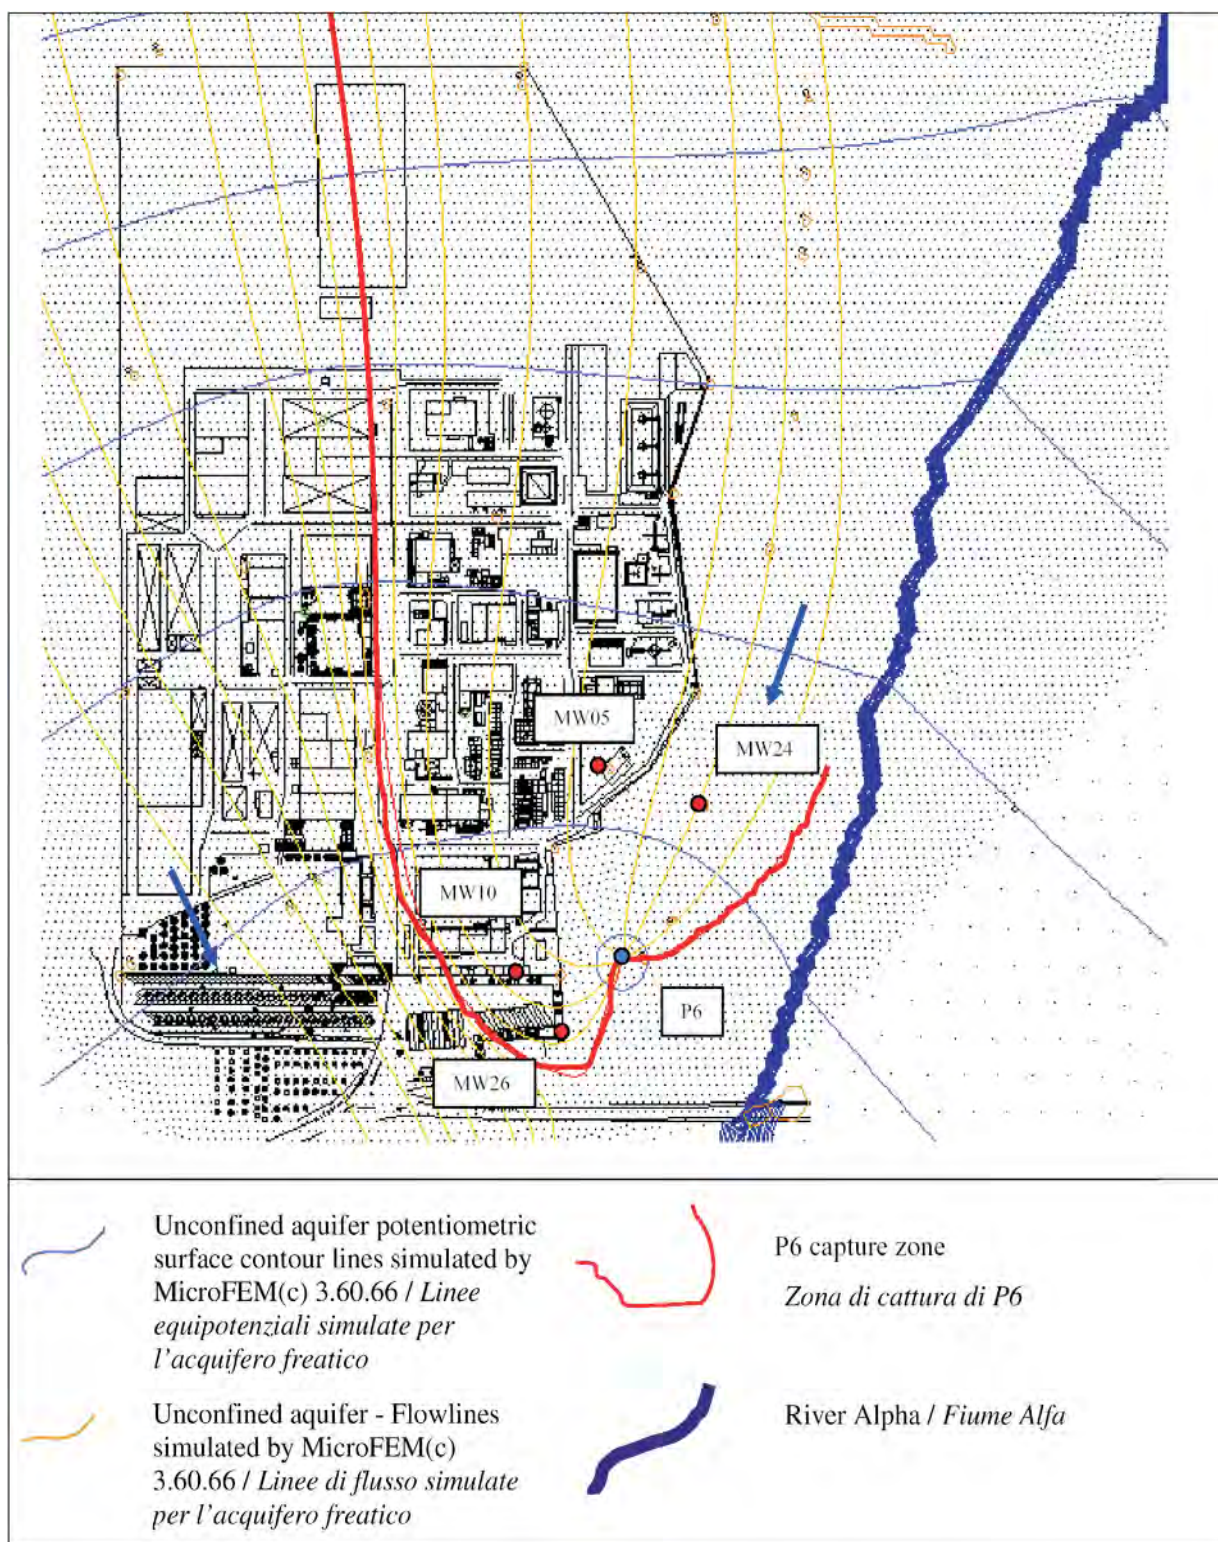 MW05
MW24
MW10
P6
MW26
Unconfined aquifer potentiometric
surface contour lines simulated by
MicroFEM(c) 3.60.66 / Linee
equipotenziali simulate per
l'acquifero freatico
P6 capture zone
Zona di cattura di P6
Unconfined aquifer - Flowlines
simulated by MicroFEM(c)
3.60.66 / Linee di flusso simulate
per l'acquifero freatico
River Alpha / Fiume Alfa